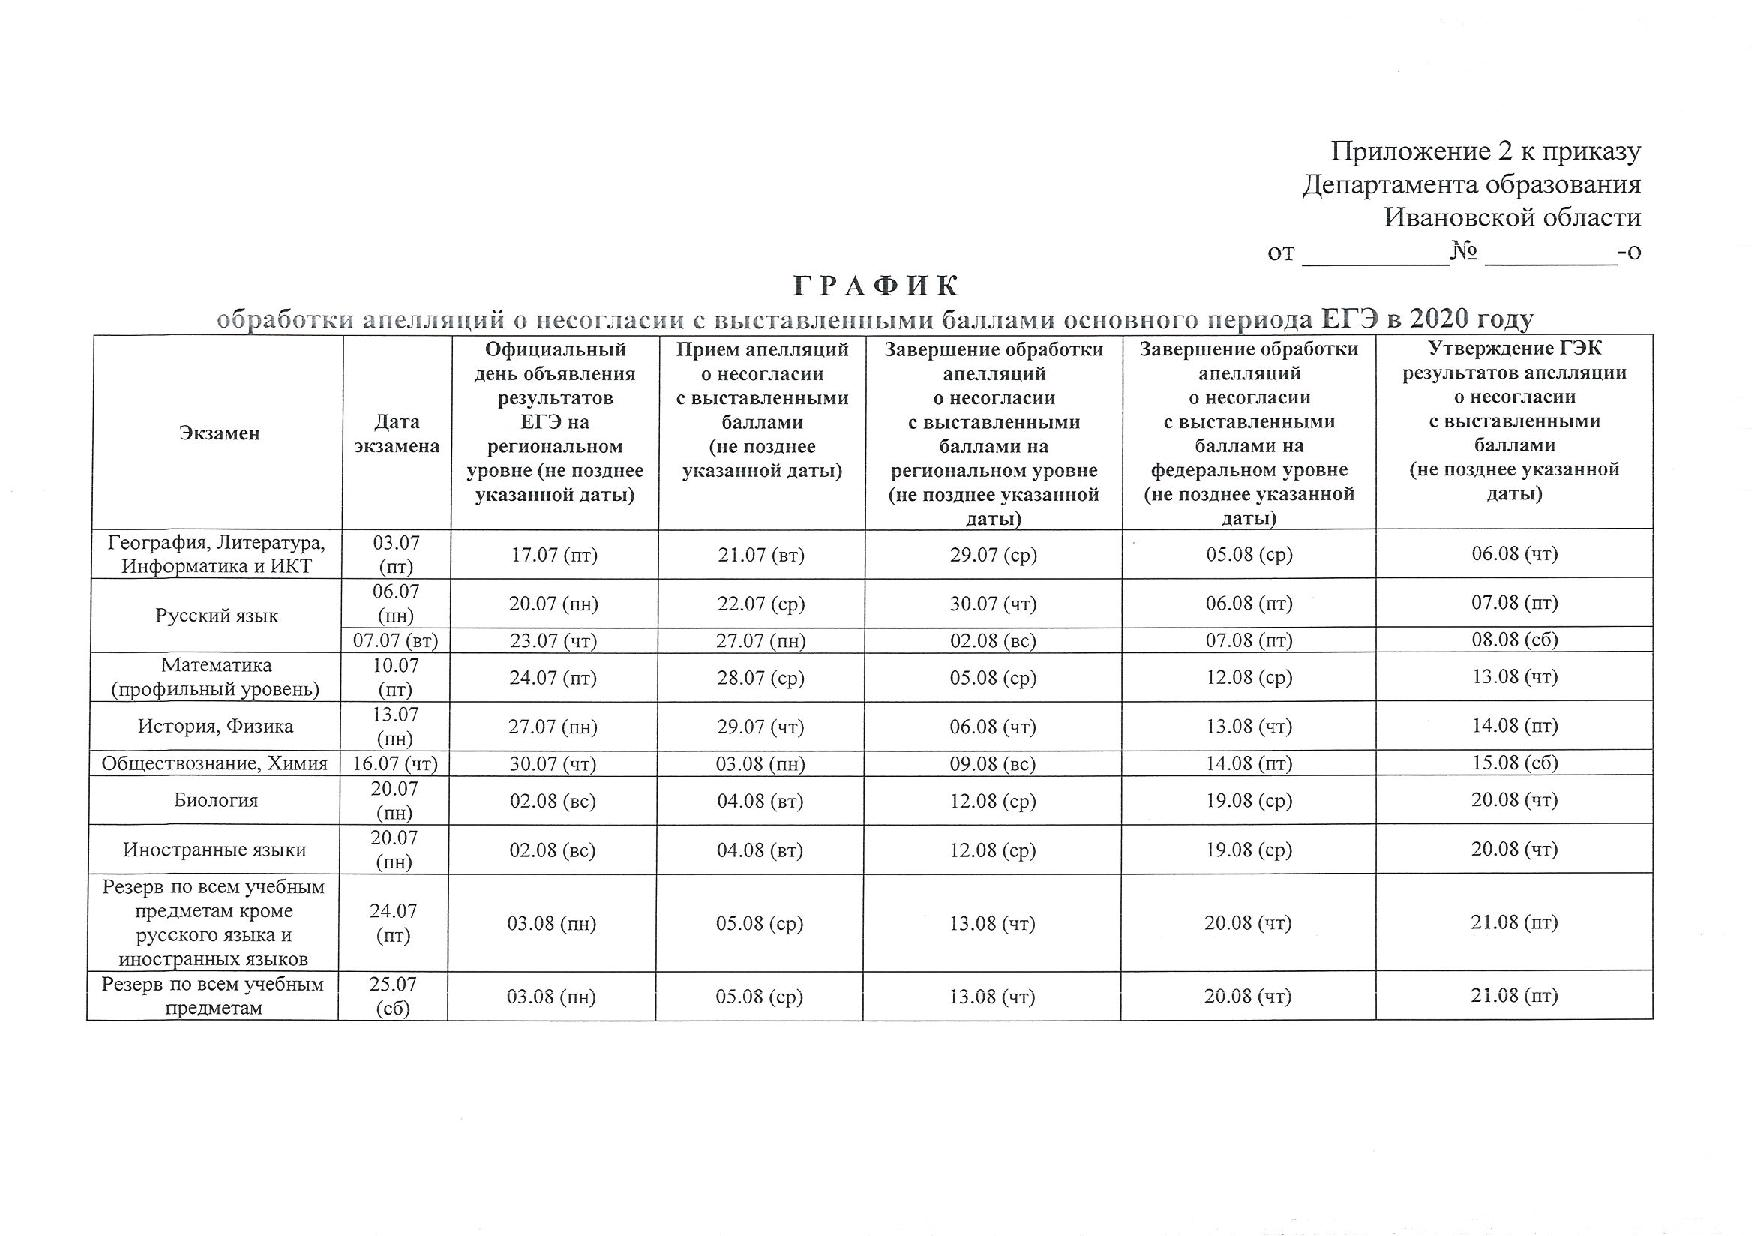 Приложение 2 к приказу
Департамента образования
Ивановской области
от ___________№ __________-о
Г Р А Ф И К
обработки апелляций о несогласии с выставленными баллами основного периода ЕГЭ в 2020 году
Экзамен
Дата
экзамена
Официальный
день объявления
результатов
ЕГЭ на
региональном
уровне (не позднее
указанной даты)
Прием апелляций
о несогласии
с выставленными
баллами
(не позднее
указанной даты)
Завершение обработки
апелляций
о несогласии
с выставленными
баллами на
региональном уровне
(не позднее указанной
даты)
Завершение обработки
апелляций
о несогласии
с выставленными
баллами на
федеральном уровне
(не позднее указанной
даты)
Утверждение ГЭК
результатов апелляции
о несогласии
с выставленными
баллами
(не позднее указанной
даты)
География, Литература,
Информатика и ИКТ
03.07
(пт)
17.07 (пт)
21.07 (вт)
29.07 (ср)
05.08 (ср)
06.08 (чт)
Русский язык
06.07
(пн)
20.07 (пн)
22.07 (ср)
30.07 (чт)
06.08 (пт)
07.08 (пт)
07.07 (вт)
23.07 (чт)
27.07 (пн)
02.08 (вс)
07.08 (пт)
08.08 (сб)
Математика
(профильный уровень)
10.07
(пт)
24.07 (пт)
28.07 (ср)
05.08 (ср)
12.08 (ср)
13.08 (чт)
История, Физика
13.07
(пн)
27.07 (пн)
29.07 (чт)
06.08 (чт)
13.08 (чт)
14.08 (пт)
Обществознание, Химия
16.07 (чт)
30.07 (чт)
03.08 (пн)
09.08 (вс)
14.08 (пт)
15.08 (сб)
Биология
20.07
(пн)
02.08 (вс)
04.08 (вт)
12.08 (ср)
19.08 (ср)
20.08 (чт)
Иностранные языки
20.07
(пн)
02.08 (вс)
04.08 (вт)
12.08 (ср)
19.08 (ср)
20.08 (чт)
Резерв по всем учебным
предметам кроме
русского языка и
иностранных языков
24.07
(пт)
03.08 (пн)
05.08 (ср)
13.08 (чт)
20.08 (чт)
21.08 (пт)
Резерв по всем учебным
предметам
25.07
(сб)
03.08 (пн)
05.08 (ср)
13.08 (чт)
20.08 (чт)
21.08 (пт)